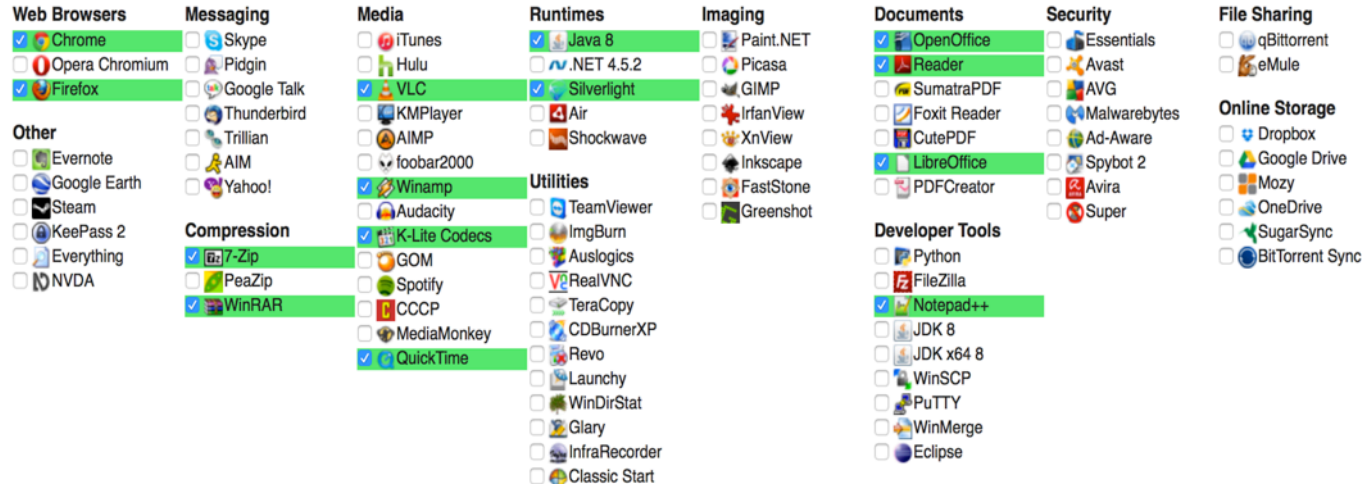 Web Browsers
Chrome
Opera Chromium
Firefox
Other
Evernote
Google Earth
Steam
KeePass 2
Everything
NVDA
Messaging
Skype
Pidgin
Google Talk
Thunderbird
Trillian
AIM
Yahoo!
Compression
7-Zip
PeaZip
WinRAR
Media
iTunes
Hulu
VLC
KMPlayer
AIMP
foobar2000
Winamp
Audacity
K-Lite Codecs
GOM
Spotify
CCCP
MediaMonkey
QuickTime
Runtimes
Java 8
.NET 4.5.2
Silverlight
Air
Shockwave
Utilities
TeamViewer
ImgBurn
Auslogics
RealVNC
TeraCopy
CDBurnerXP
Revo
Launchy
WinDirStat
Glary
InfraRecorder
Classic Start
Imaging
Paint.NET
Picasa
GIMP
IrfanView
XnView
Inkscape
FastStone
Greenshot
Documents
OpenOffice
Reader
SumatraPDF
Foxit Reader
CutePDF
LibreOffice
PDFCreator
Developer Tools
Python
FileZilla
Notepad++
JDK 8
JDK x64 8
WinSCP
PuTTY
WinMerge
Eclipse
Security
Essentials
Avast
AVG
Malwarebytes
Ad-Aware
Spybot 2
Avira
Super
File Sharing
qBittorrent
eMule
Online Storage
Dropbox
Google Drive
Mozy
OneDrive
SugarSync
BitTorrent Sync